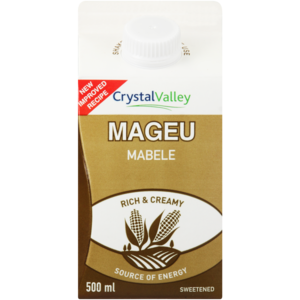 NEW
IMPROVED
RECIPE
CrystalValley
MAGEU
MABELE
RICH & CREAMY
SOURCE OF ENERGY
500 ml
SWEETENED